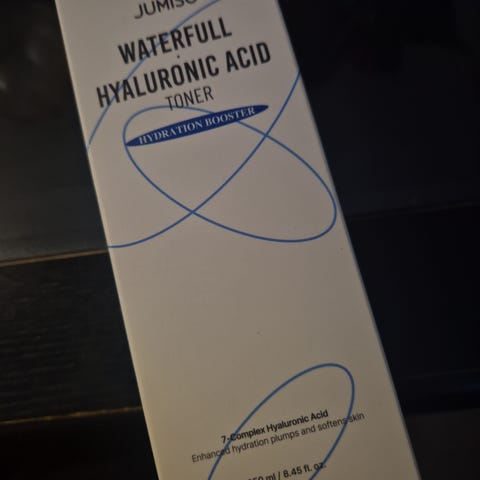 JUMISO
WATERFULL
HYALURONIC ACID
TONER
HYDRATION BOOSTER
7-Complex Hyaluronic Acid
Enhanced hydration plumps and softens skin
250 ml / 8.45 fl. oz.